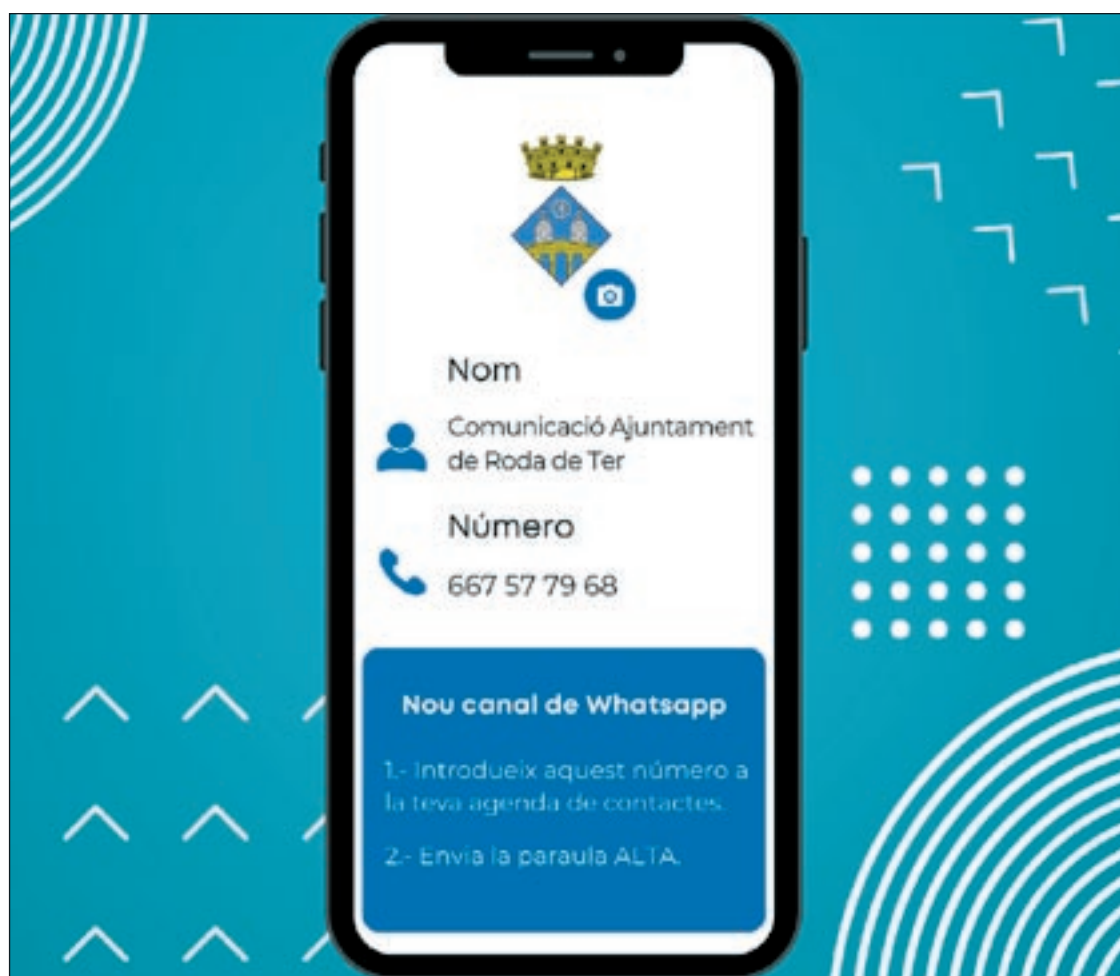 Nom
Comunicació Ajuntament
de Roda de Ter
Número
667 57 79 68
Nou canal de Whatsapp
1.- Introdueix aquest número a
la teva agenda de contactes.
2.- Envia la paraula ALTA.